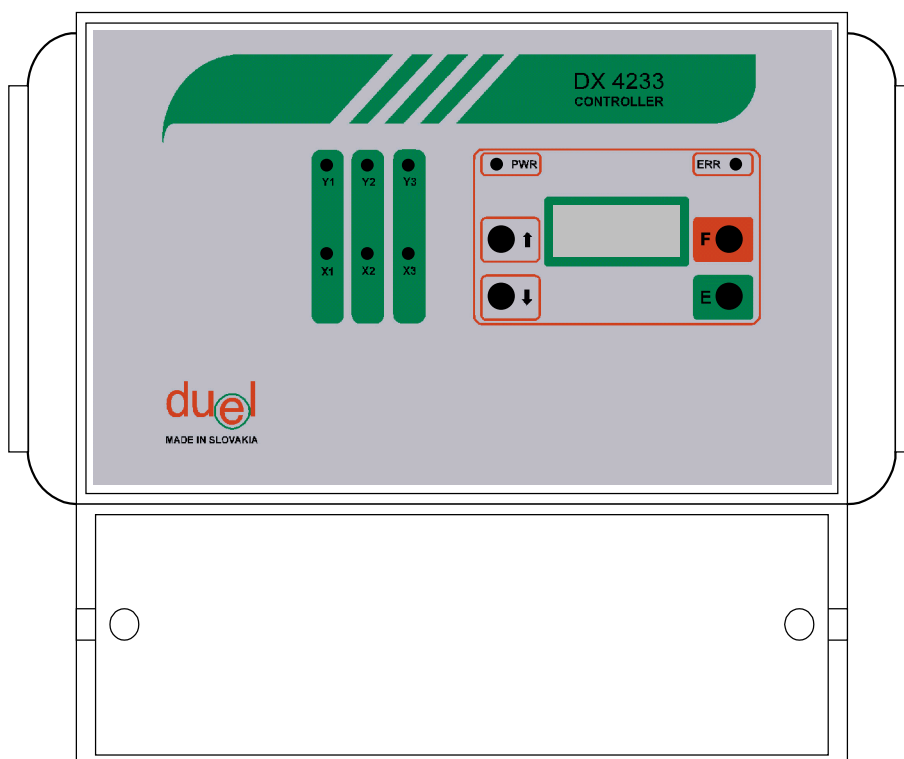 DX 4233
CONTROLLER
Y1 Y2 Y3
X1 X2 X3
PWR ERR
⬆ F
⬇ E
duel
MADE IN SLOVAKIA